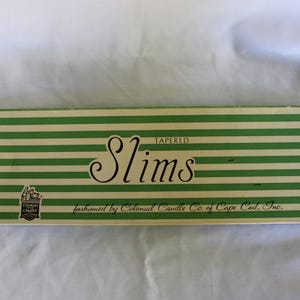 TAPERED
Slims
fashioned by Colonial Candle Co. of Cape Cod, Inc.